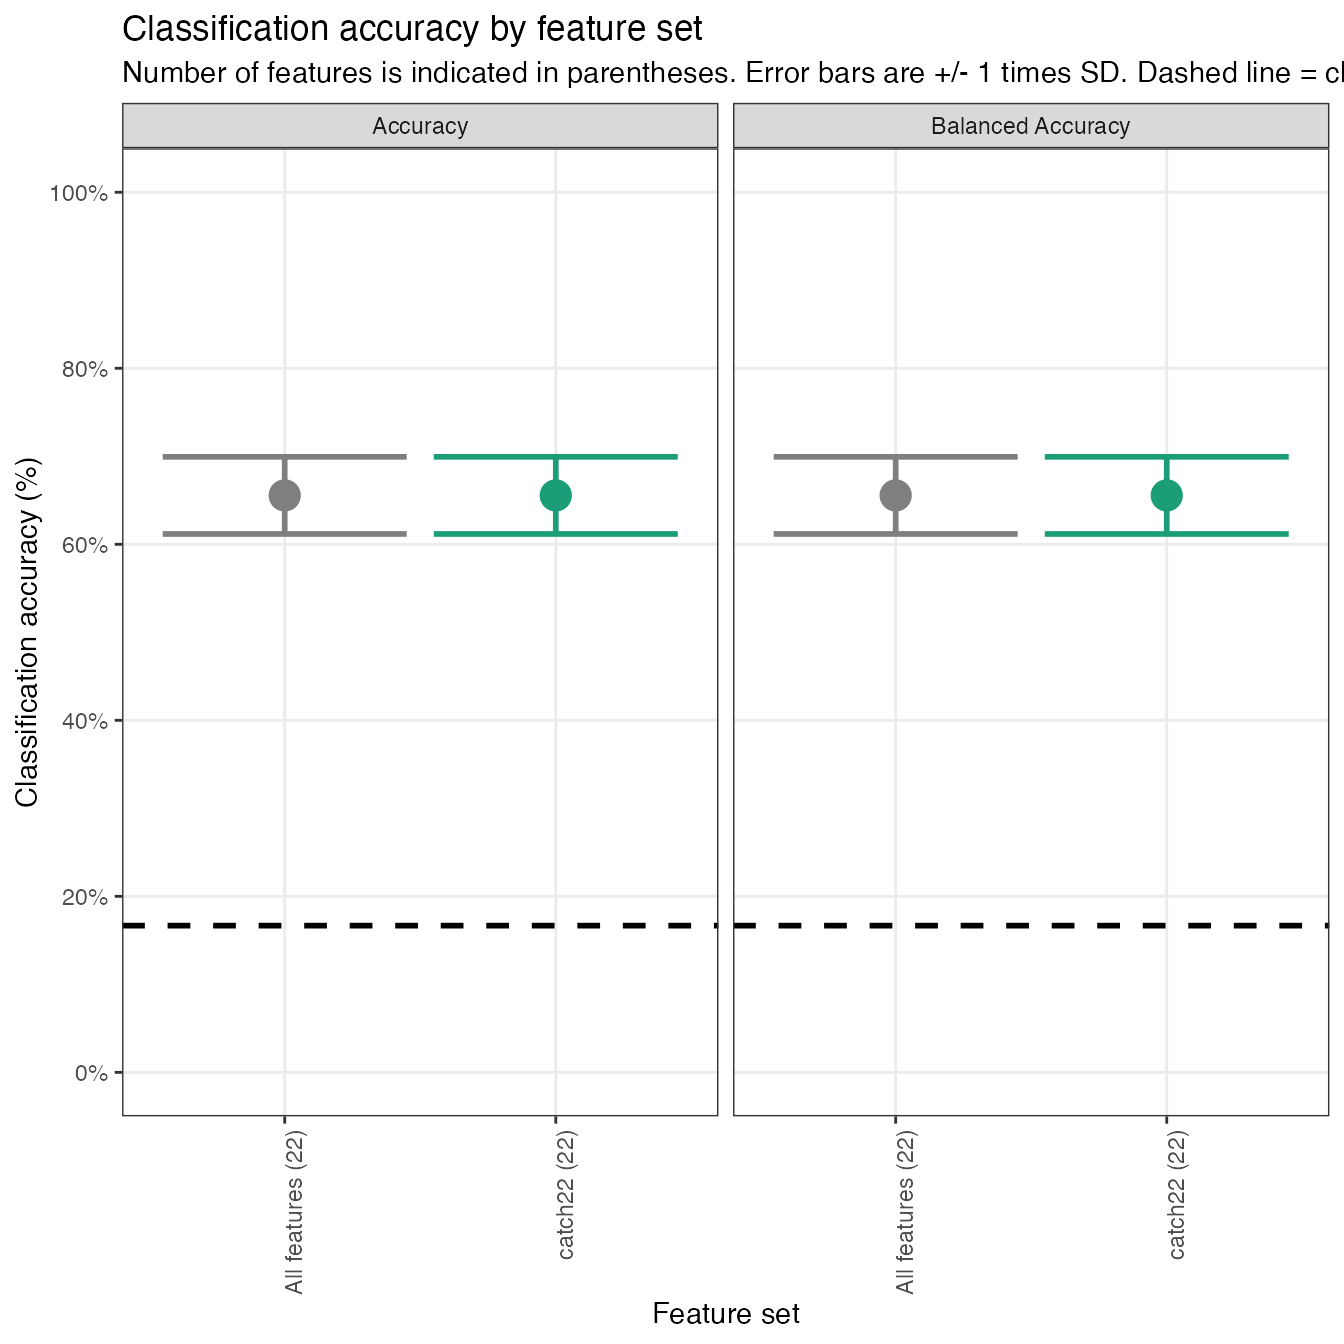 Classification accuracy by feature set
Number of features is indicated in parentheses. Error bars are +/- 1 times SD. Dashed line =
Accuracy
Balanced Accuracy
Classification accuracy (%)
100%
80%
60%
40%
20%
0%
All features (22)
catch22 (22)
All features (22)
catch22 (22)
Feature set